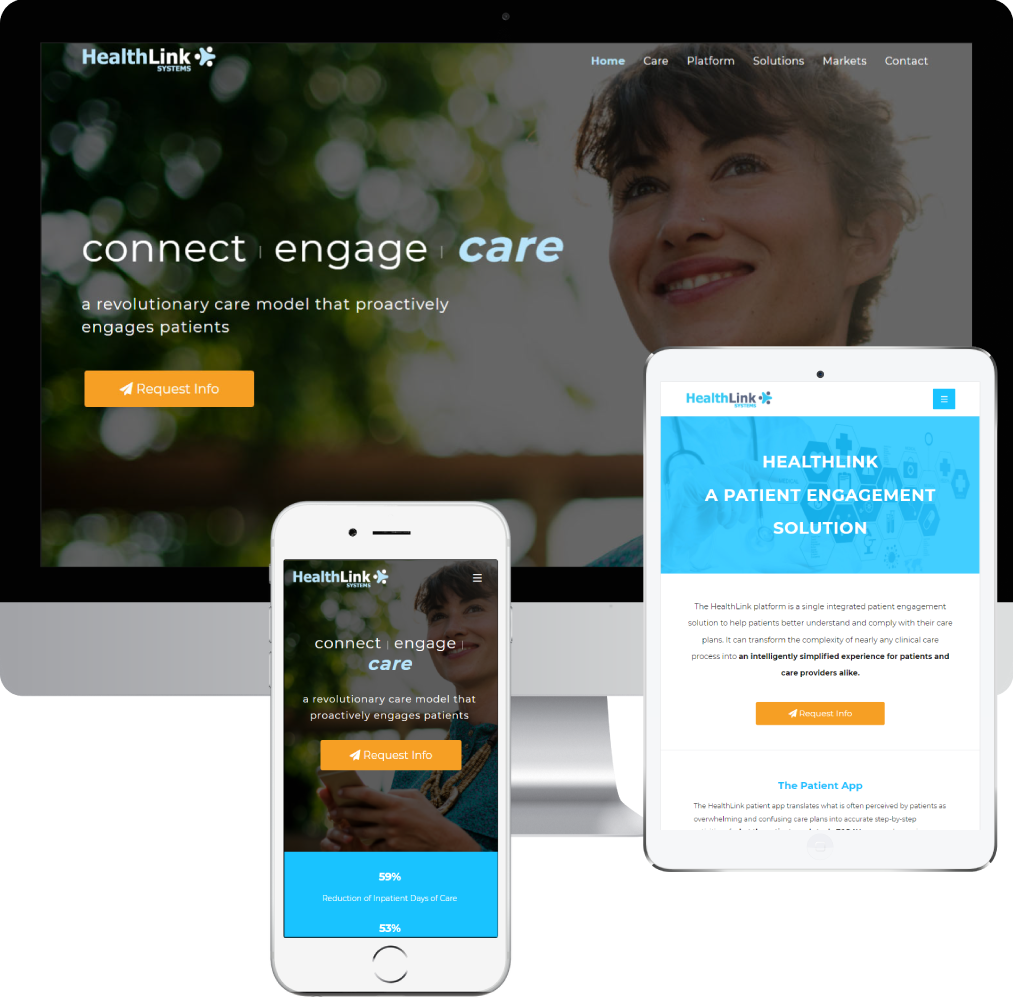 HealthLink
SYSTEMS
Home Care Platform Solutions Markets Contact
connect | engage | care
a revolutionary care model that proactively
engages patients
Request Info
HealthLink
SYSTEMS
HEALTHLINK
A PATIENT ENGAGEMENT
SOLUTION
The HealthLink platform is a single integrated patient engagement
solution to help patients better understand and comply with their care
plans. It can transform the complexity of nearly any clinical care
process into an intelligently simplified experience for patients and
care providers alike.
Request Info
The Patient App
The HealthLink patient app translates what is often perceived by patients as
overwhelming and confusing care plans into accurate step-by-step
HealthLink
SYSTEMS
connect | engage |
care
a revolutionary care model that
proactively engages patients
Request Info
59%
Reduction of Inpatient Days of Care
53%